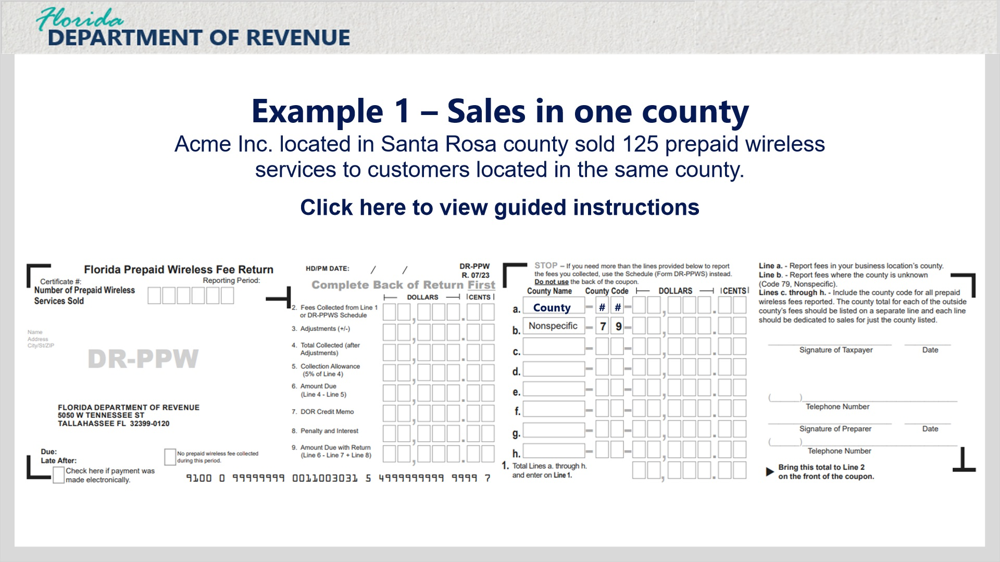 Florida
DEPARTMENT OF REVENUE
Example 1 – Sales in one county
Acme Inc. located in Santa Rosa county sold 125 prepaid wireless
services to customers located in the same county.
Click here to view guided instructions
Florida Prepaid Wireless Fee Return
Certificate #:
Reporting Period:
Number of Prepaid Wireless
Services Sold
Name
Address
City/St/ZIP
DR-PPW
FLORIDA DEPARTMENT OF REVENUE
5050 W TENNESSEE ST
TALLAHASSEE FL 32399-0120
Due:
Late After:
Check here if payment was
made electronically.
No prepaid wireless fee collected
during this period.
HD/PM DATE: / /
DR-PPW
R. 07/23
Complete Back of Return First
DOLLARS CENTS
2. Fees Collected from Line 1
or DR-PPWS Schedule
3. Adjustments (+/-)
4. Total Collected (after
Adjustments)
5. Collection Allowance
(5% of Line 4)
6. Amount Due
(Line 4 - Line 5)
7. DOR Credit Memo
8. Penalty and Interest
9. Amount Due with Return
(Line 6 - Line 7 + Line 8)
9100 0 99999999 0011003031 5 4999999999 9999 7
STOP – If you need more than the lines provided below to report
the fees you collected, use the Schedule (Form DR-PPWS) instead.
Do not use the back of the coupon.
County Name County Code DOLLARS CENTS
a. County – # # –
b. Nonspecific – 7 9 –
c.
d.
e.
f.
g.
h.
1. Total Lines a. through h.
and enter on Line 1.
Line a. - Report fees in your business location's county.
Line b. - Report fees where the county is unknown
(Code 79, Nonspecific).
Lines c. through h. - Include the county code for all prepaid
wireless fees reported. The county total for each of the outside
county's fees should be listed on a separate line and each line
should be dedicated to sales for just the county listed.
Signature of Taxpayer Date
( )
Telephone Number
Signature of Preparer Date
( )
Telephone Number
Bring this total to Line 2
on the front of the coupon.